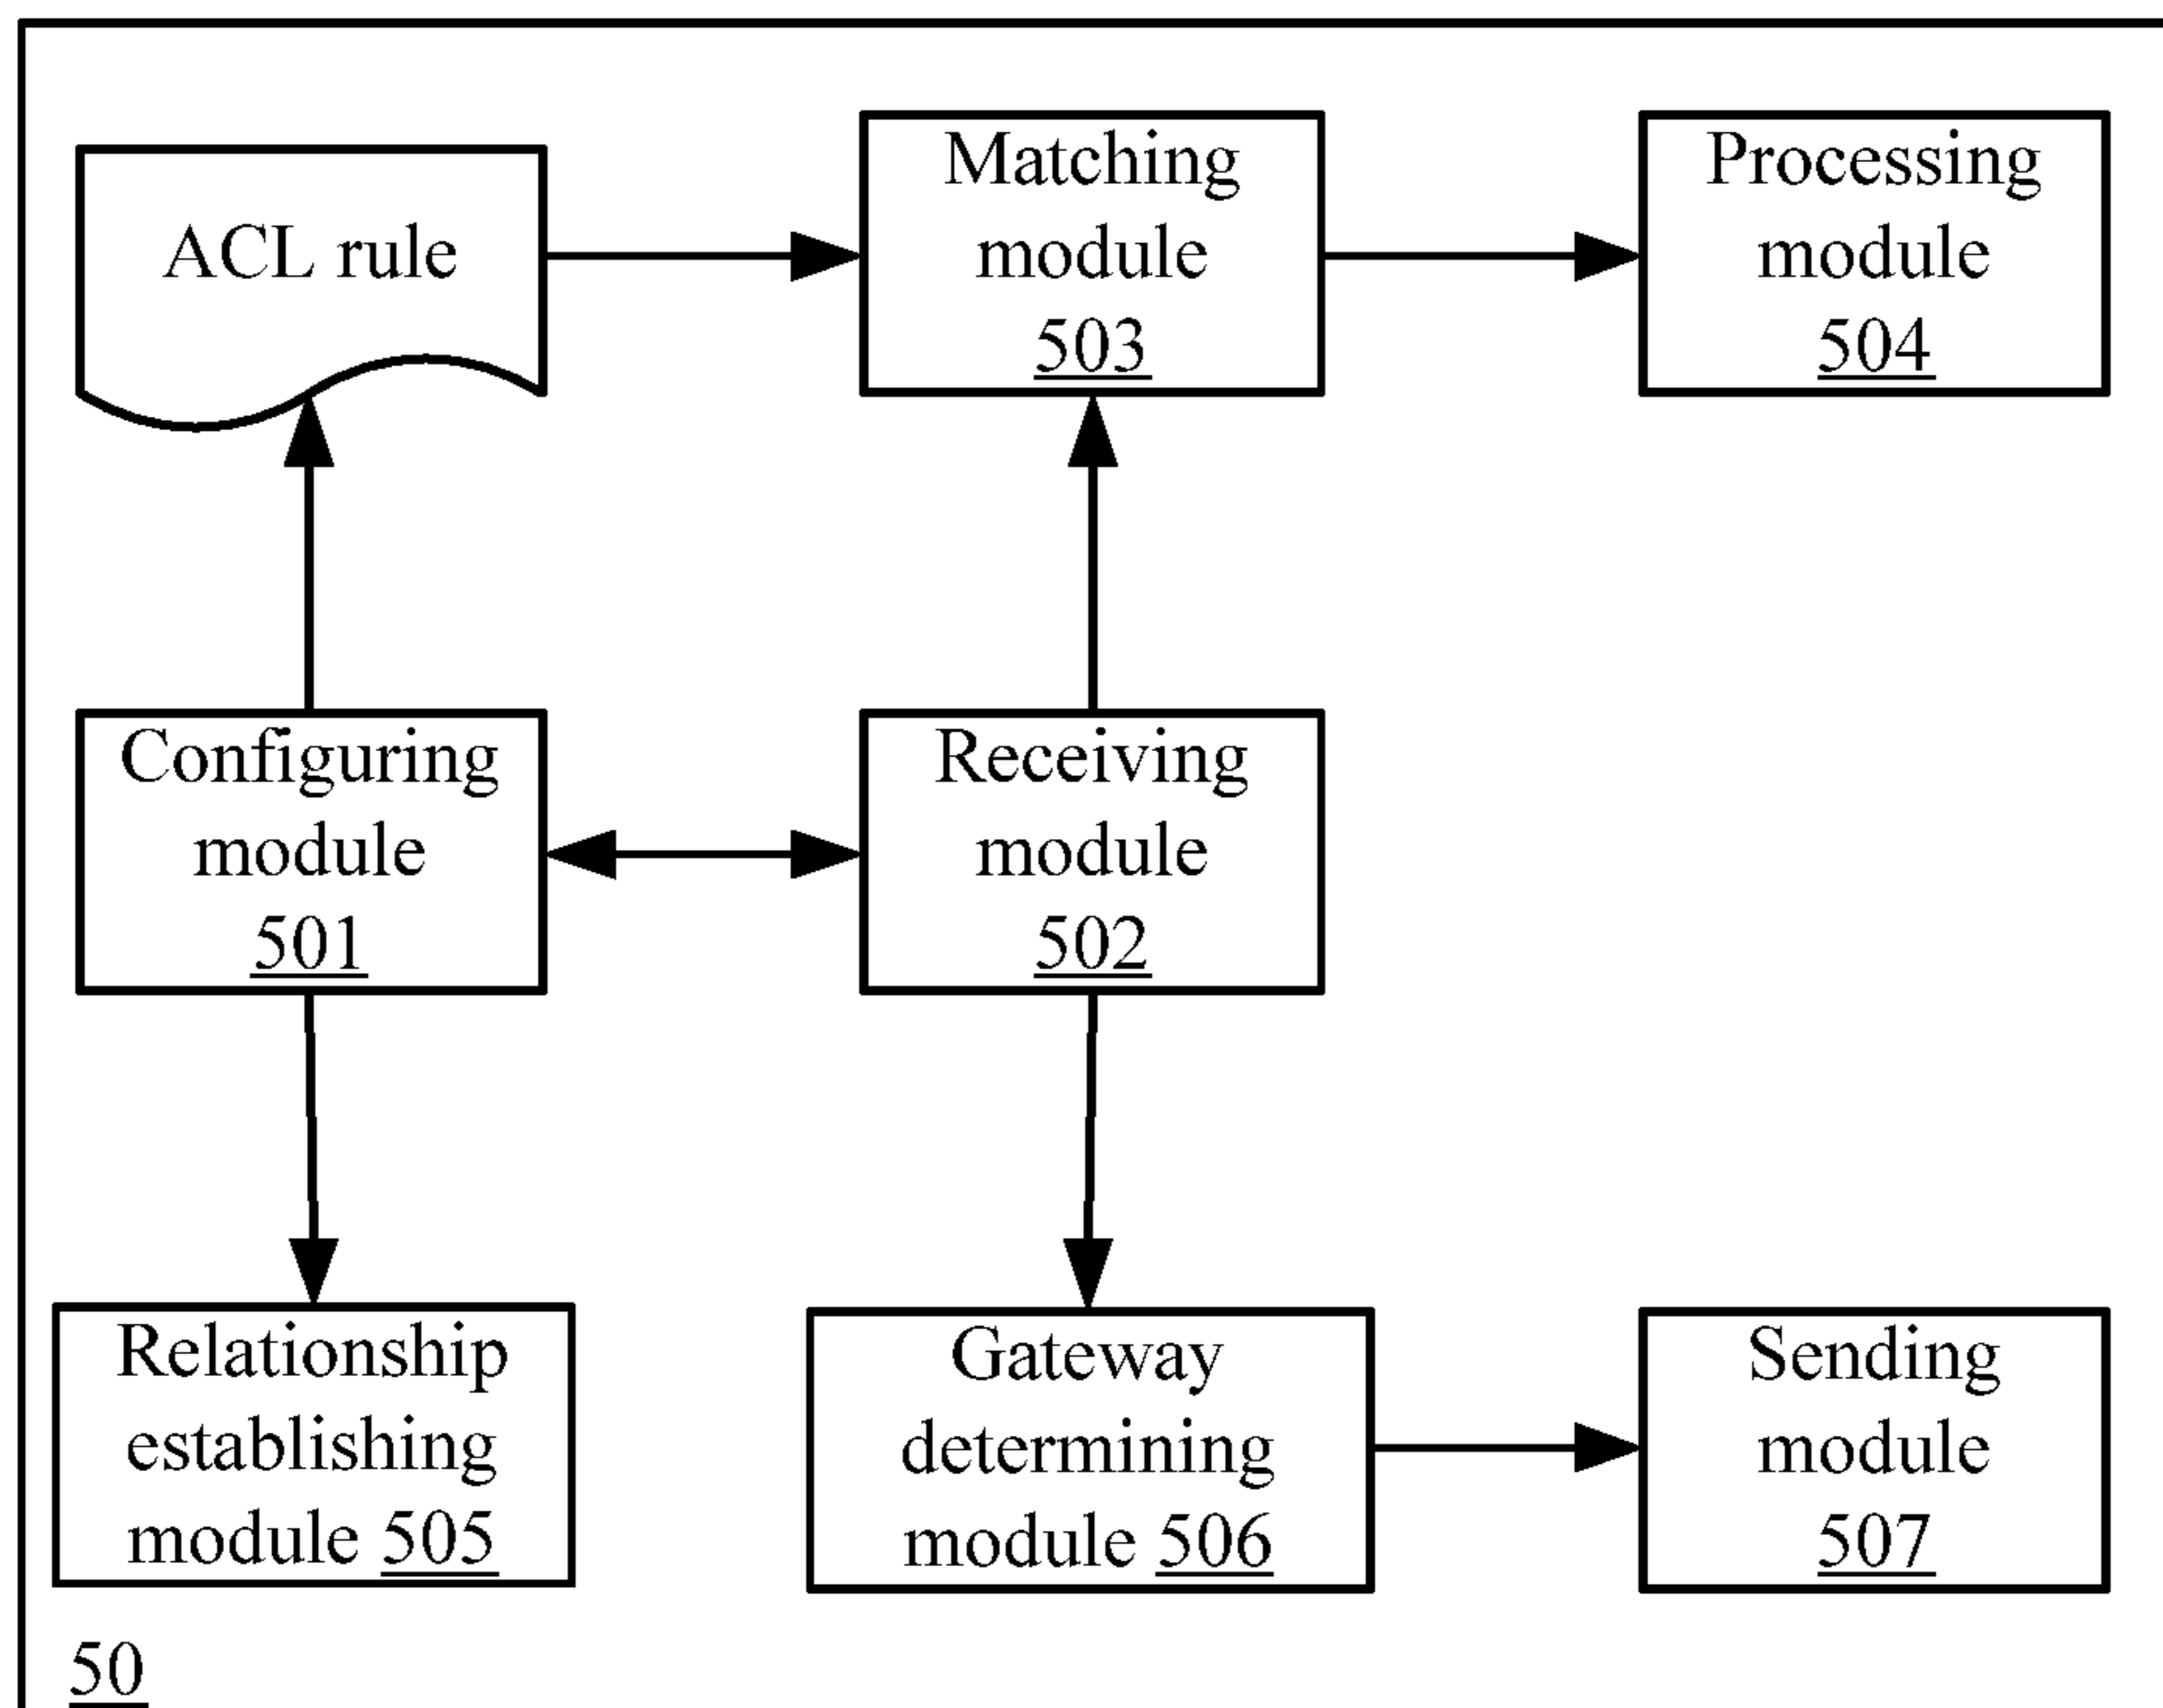 ACL rule
Matching
module
503
Processing
module
504
Configuring
module
501
Receiving
module
502
Relationship
establishing
module 505
Gateway
determining
module 506
Sending
module
507
50